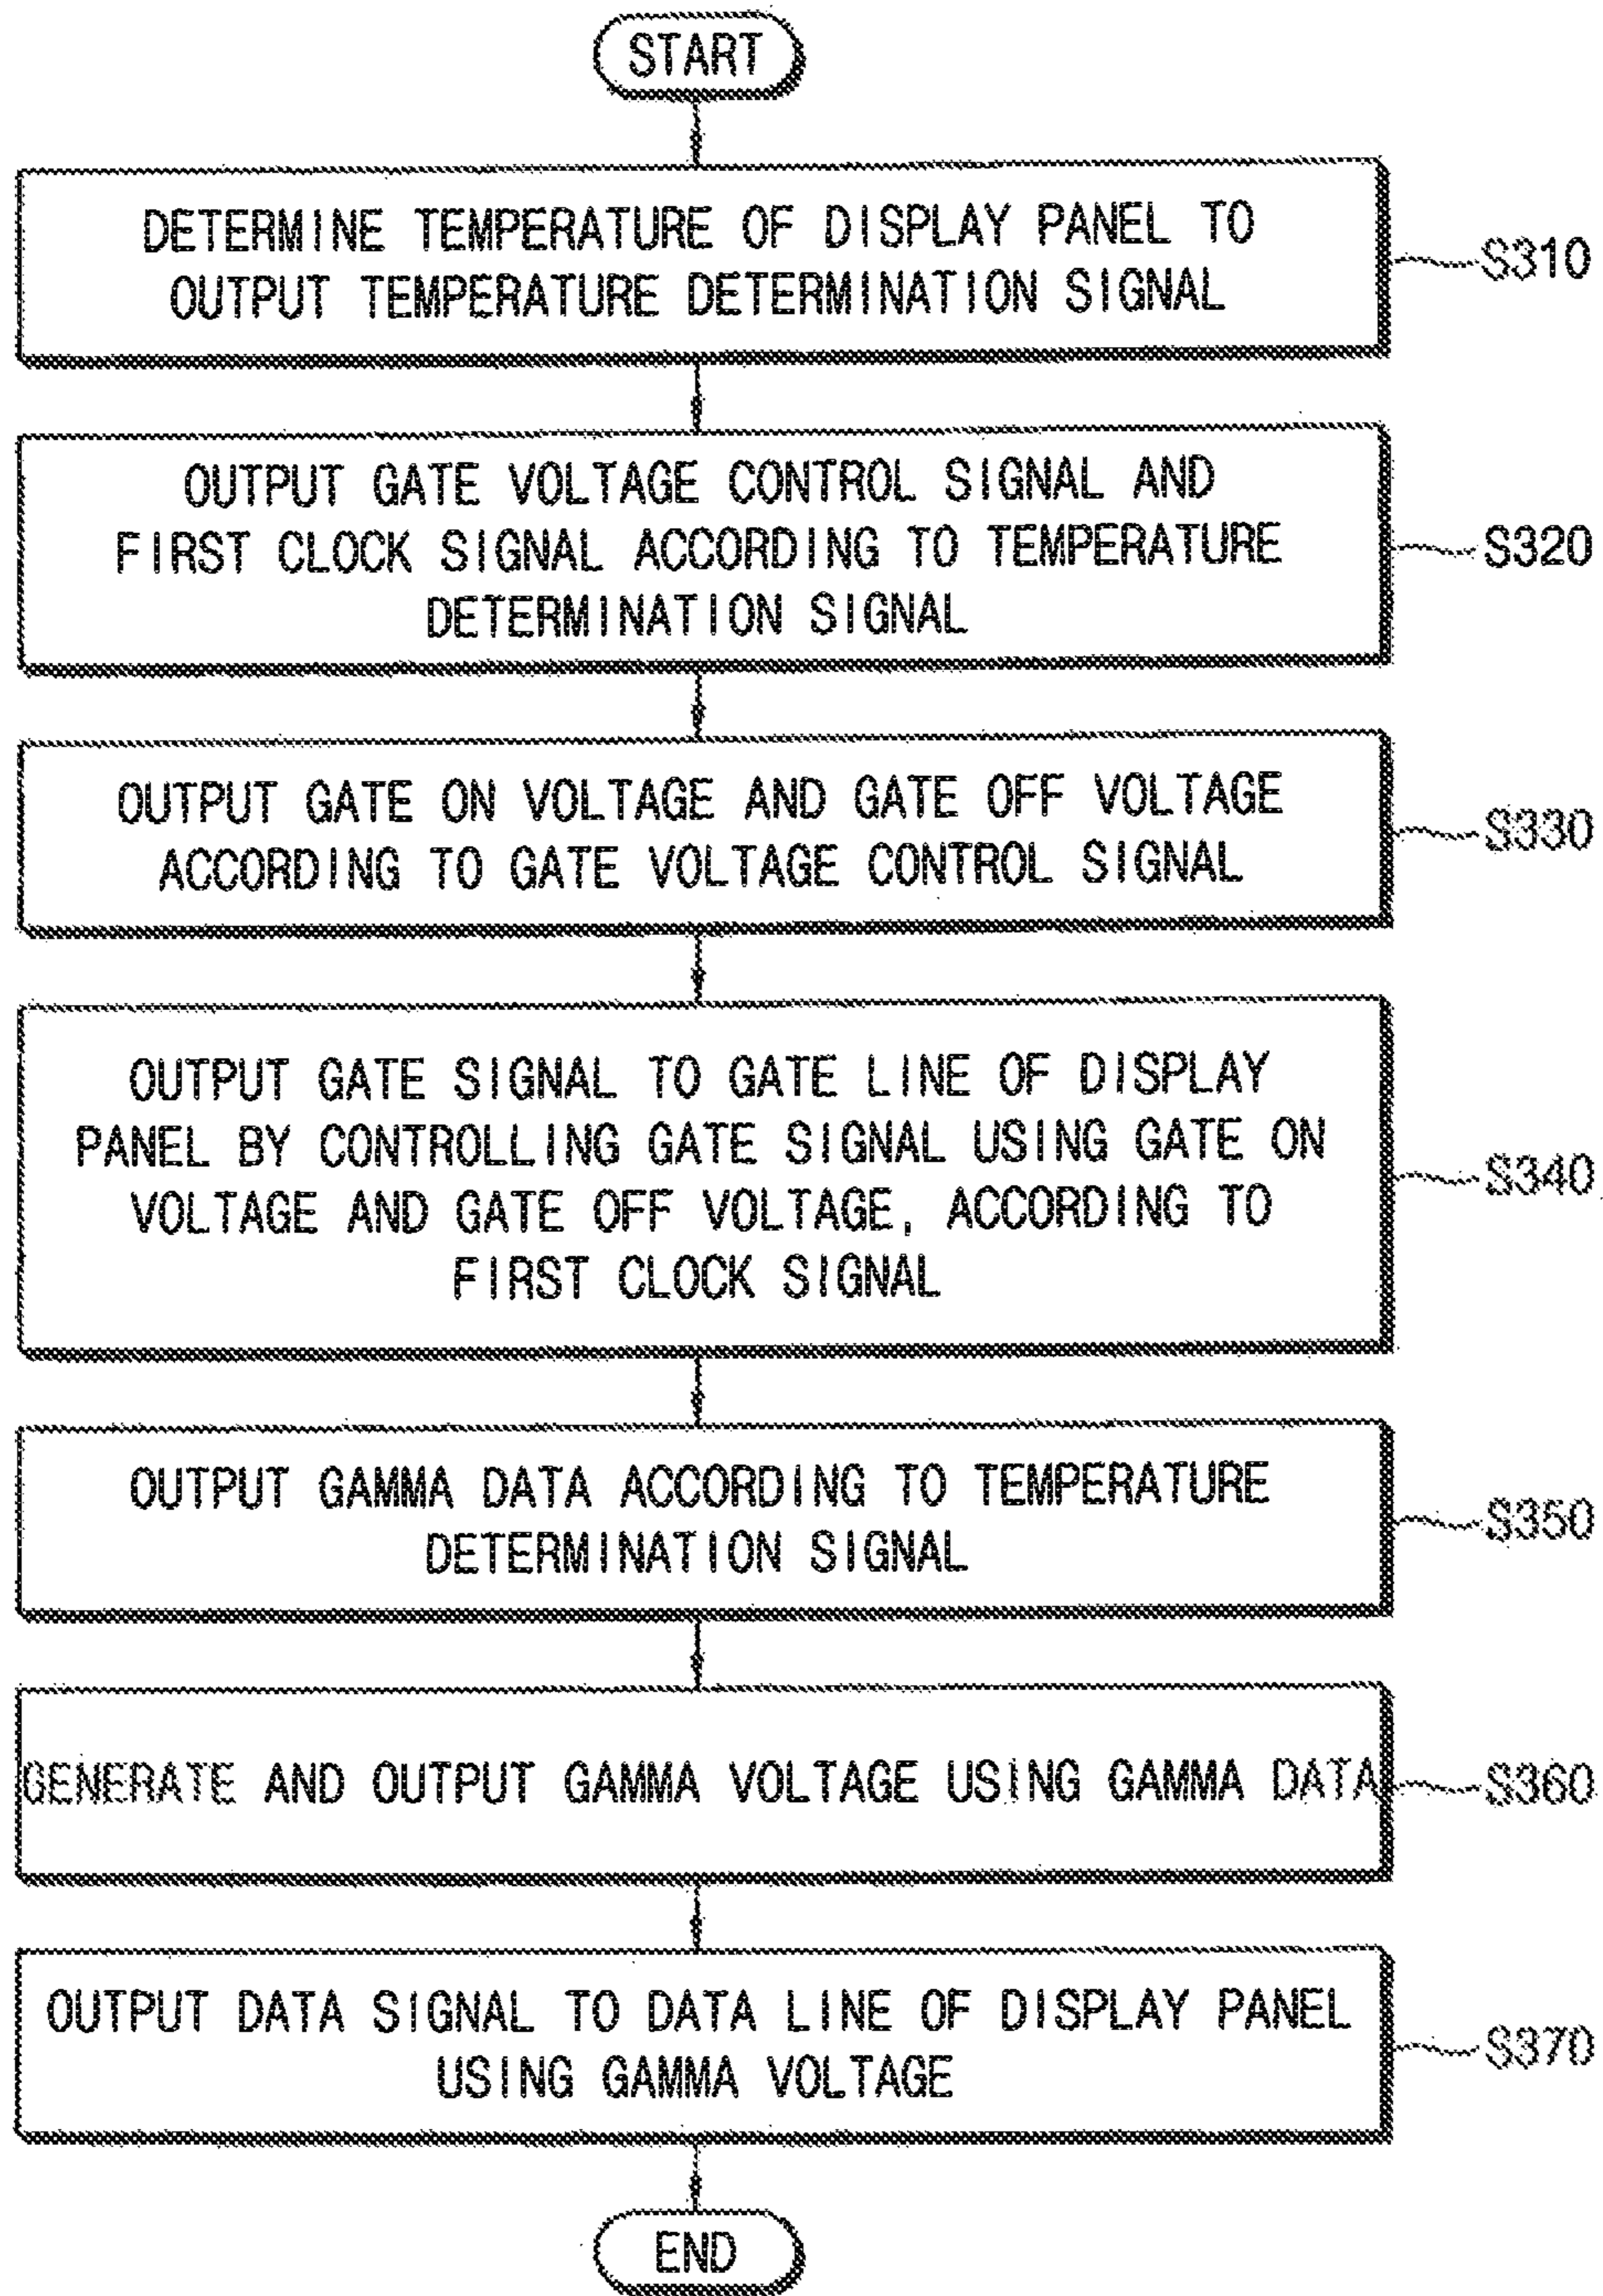 START
DETERMINE TEMPERATURE OF DISPLAY PANEL TO
OUTPUT TEMPERATURE DETERMINATION SIGNAL
S310
OUTPUT GATE VOLTAGE CONTROL SIGNAL AND
FIRST CLOCK SIGNAL ACCORDING TO TEMPERATURE
DETERMINATION SIGNAL
S320
OUTPUT GATE ON VOLTAGE AND GATE OFF VOLTAGE
ACCORDING TO GATE VOLTAGE CONTROL SIGNAL
S330
OUTPUT GATE SIGNAL TO GATE LINE OF DISPLAY
PANEL BY CONTROLLING GATE SIGNAL USING GATE ON
VOLTAGE AND GATE OFF VOLTAGE, ACCORDING TO
FIRST CLOCK SIGNAL
S340
OUTPUT GAMMA DATA ACCORDING TO TEMPERATURE
DETERMINATION SIGNAL
S350
GENERATE AND OUTPUT GAMMA VOLTAGE USING GAMMA DATA
S360
OUTPUT DATA SIGNAL TO DATA LINE OF DISPLAY PANEL
USING GAMMA VOLTAGE
S370
END